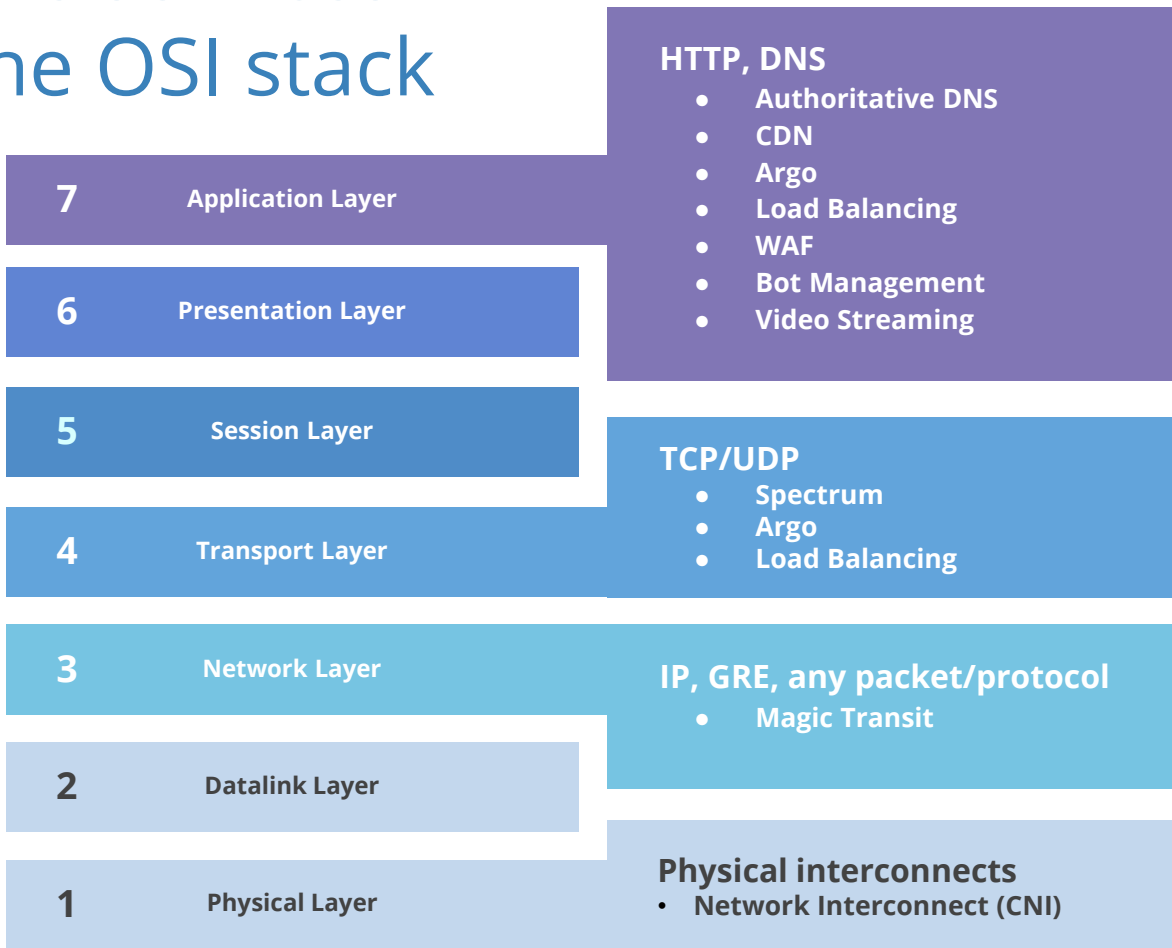 he OSI stack
7 Application Layer
6 Presentation Layer
5 Session Layer
4 Transport Layer
3 Network Layer
2 Datalink Layer
1 Physical Layer
HTTP, DNS
● Authoritative DNS
● CDN
● Argo
● Load Balancing
● WAF
● Bot Management
● Video Streaming
TCP/UDP
● Spectrum
● Argo
● Load Balancing
IP, GRE, any packet/protocol
● Magic Transit
Physical interconnects
• Network Interconnect (CNI)